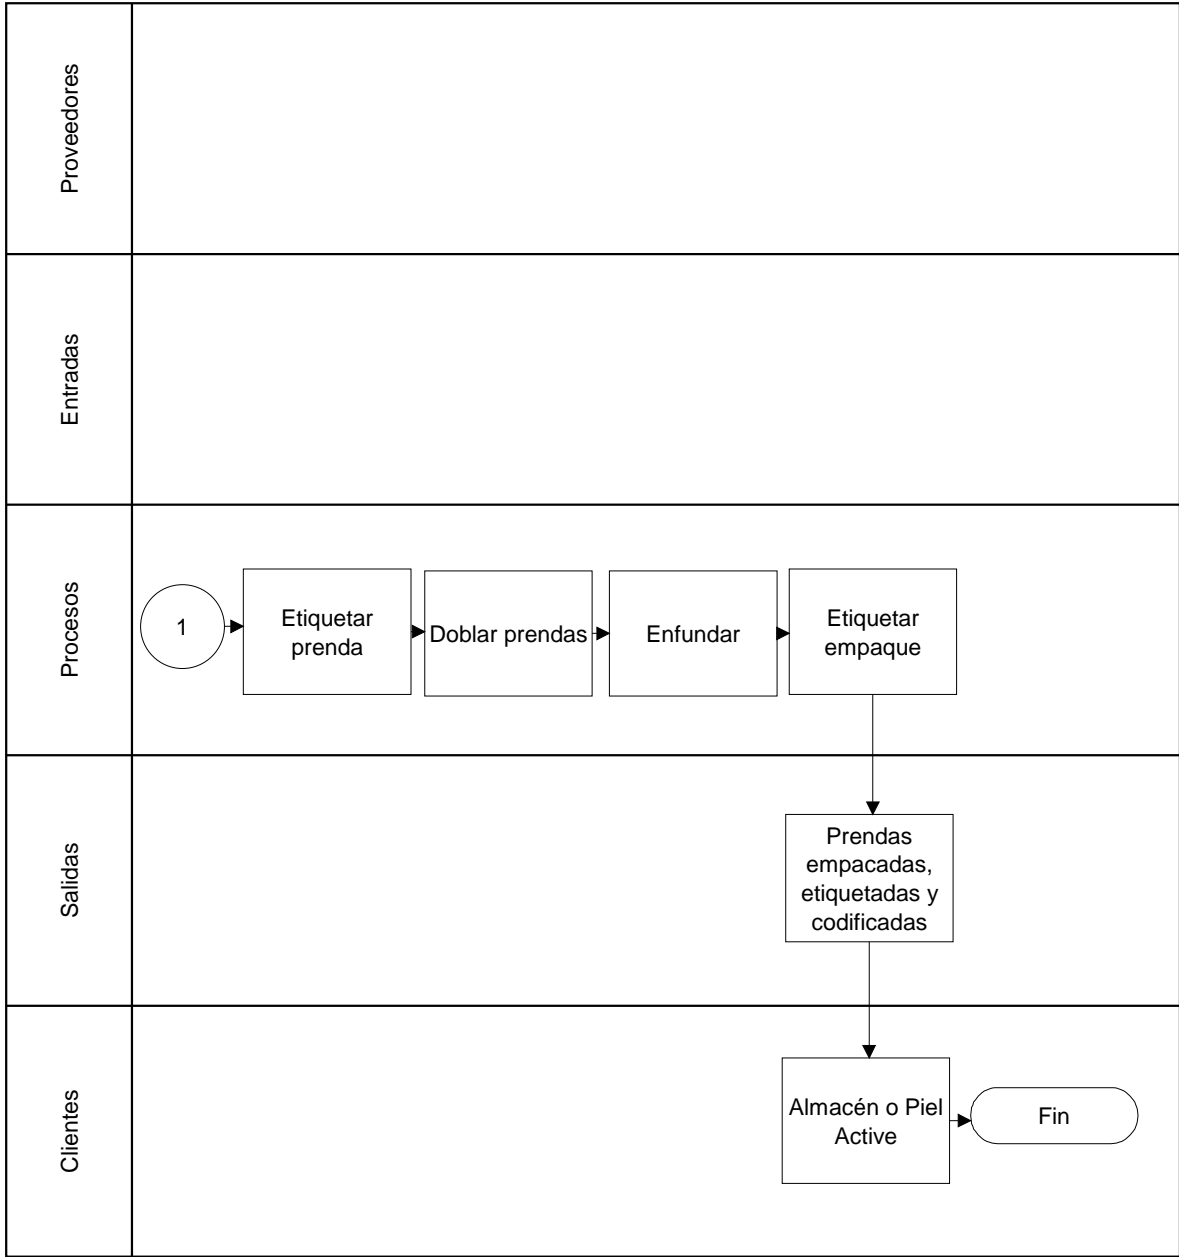 Proveedores
Entradas
Procesos
1
Etiquetar
prenda
Doblar prendas
Enfundar
Etiquetar
empaque
Salidas
Prendas
empacadas,
etiquetadas y
codificadas
Clientes
Almacén o Piel
Active
Fin